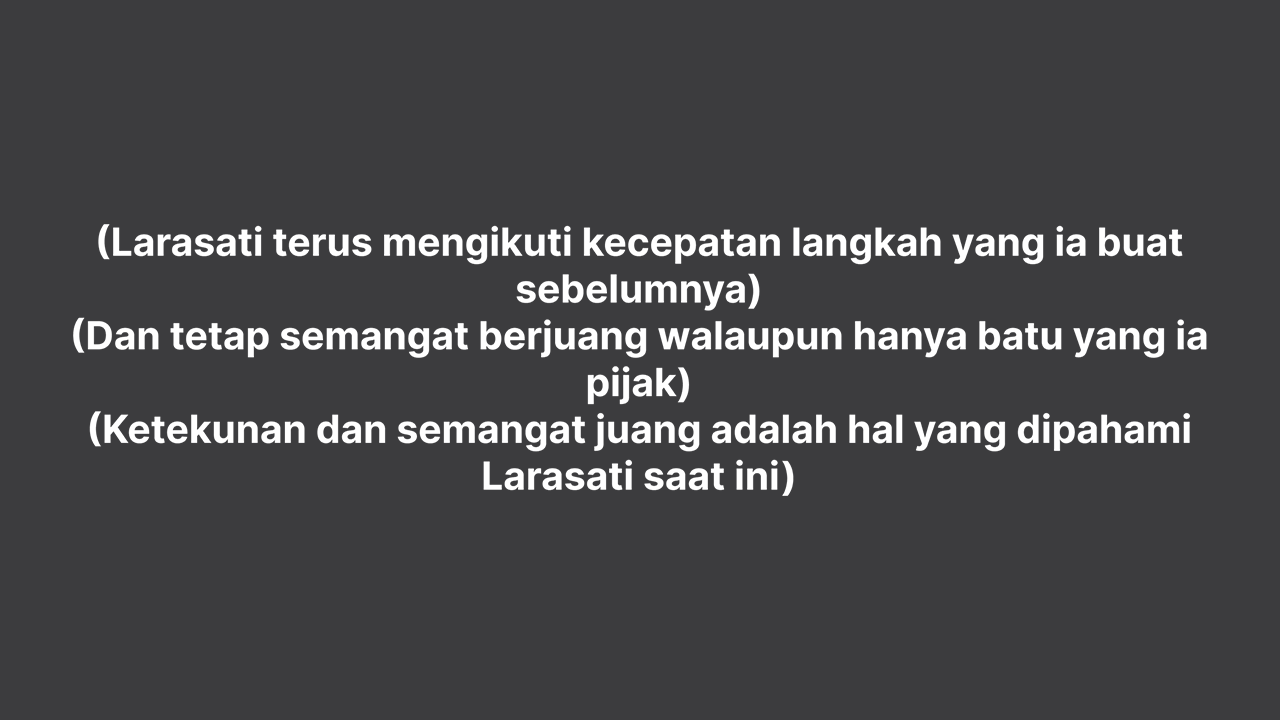 (Larasati terus mengikuti kecepatan langkah yang ia buat
sebelumnya)
(Dan tetap semangat berjuang walaupun hanya batu yang ia
pijak)
(Ketekunan dan semangat juang adalah hal yang dipahami
Larasati saat ini)